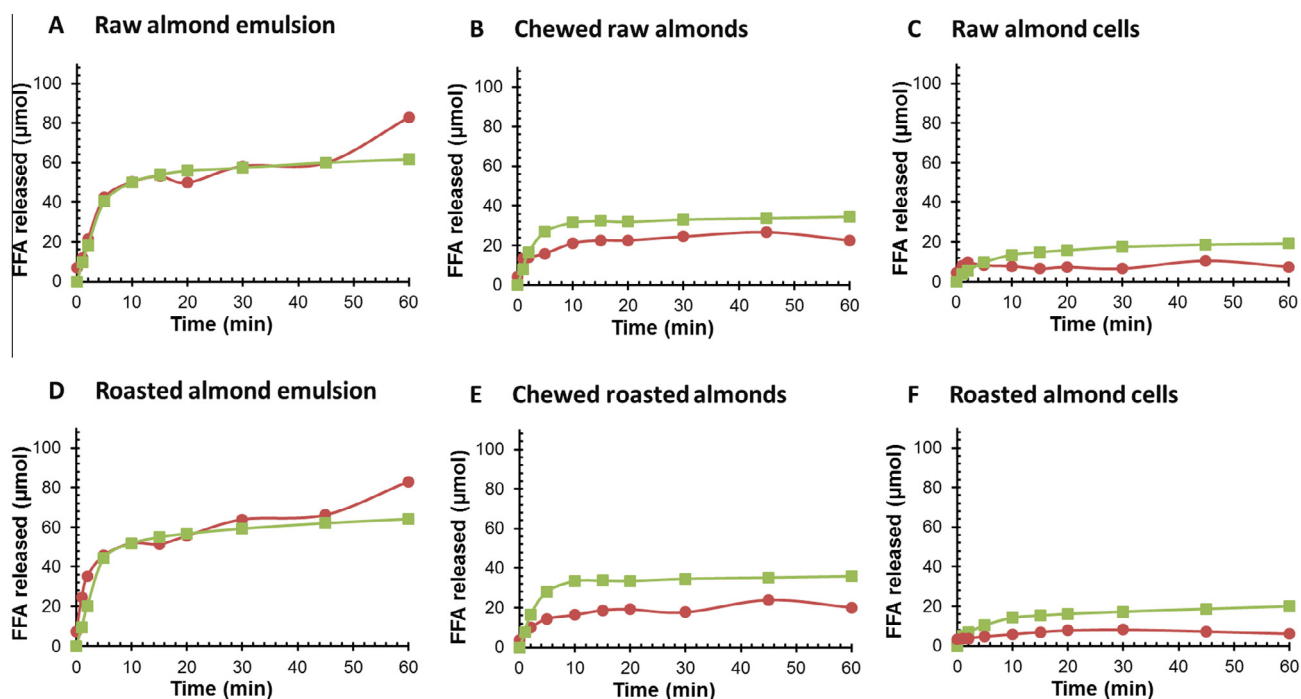 A Raw almond emulsion
FFA released (µmol)
100
80
60
40
20
0
0 10 20 30 40 50 60
Time (min)
B Chewed raw almonds
FFA released (µmol)
100
80
60
40
20
0
0 10 20 30 40 50 60
Time (min)
C Raw almond cells
FFA released (µmol)
100
80
60
40
20
0
0 10 20 30 40 50 60
Time (min)
D Roasted almond emulsion
FFA released (µmol)
100
80
60
40
20
0
0 10 20 30 40 50 60
Time (min)
E Chewed roasted almonds
FFA released (µmol)
100
80
60
40
20
0
0 10 20 30 40 50 60
Time (min)
F Roasted almond cells
FFA released (µmol)
100
80
60
40
20
0
0 10 20 30 40 50 60
Time (min)